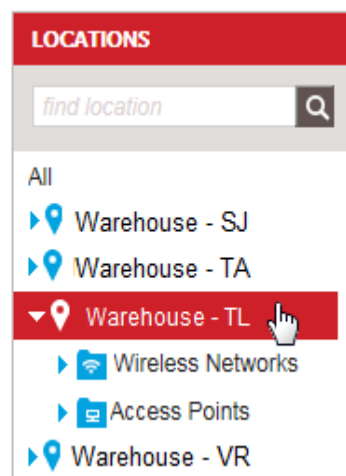 LOCATIONS
find location
All
Warehouse - SJ
Warehouse - TA
Warehouse - TL
Wireless Networks
Access Points
Warehouse - VR